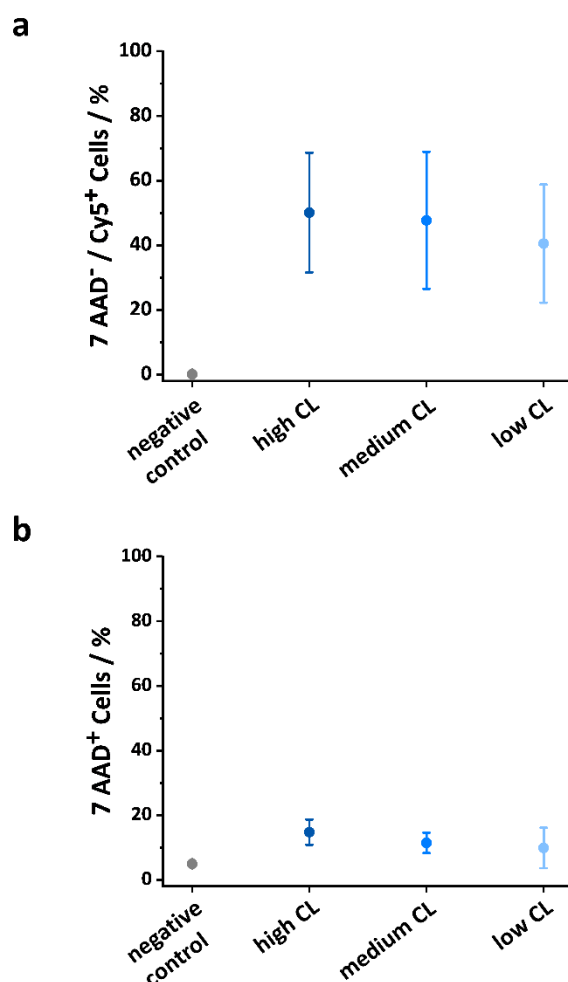 a
7 AAD⁻ / Cy5⁺ Cells / %
100
80
60
40
20
0
negative
control
high CL
medium CL
low CL
b
7 AAD⁺ Cells / %
100
80
60
40
20
0
negative
control
high CL
medium CL
low CL